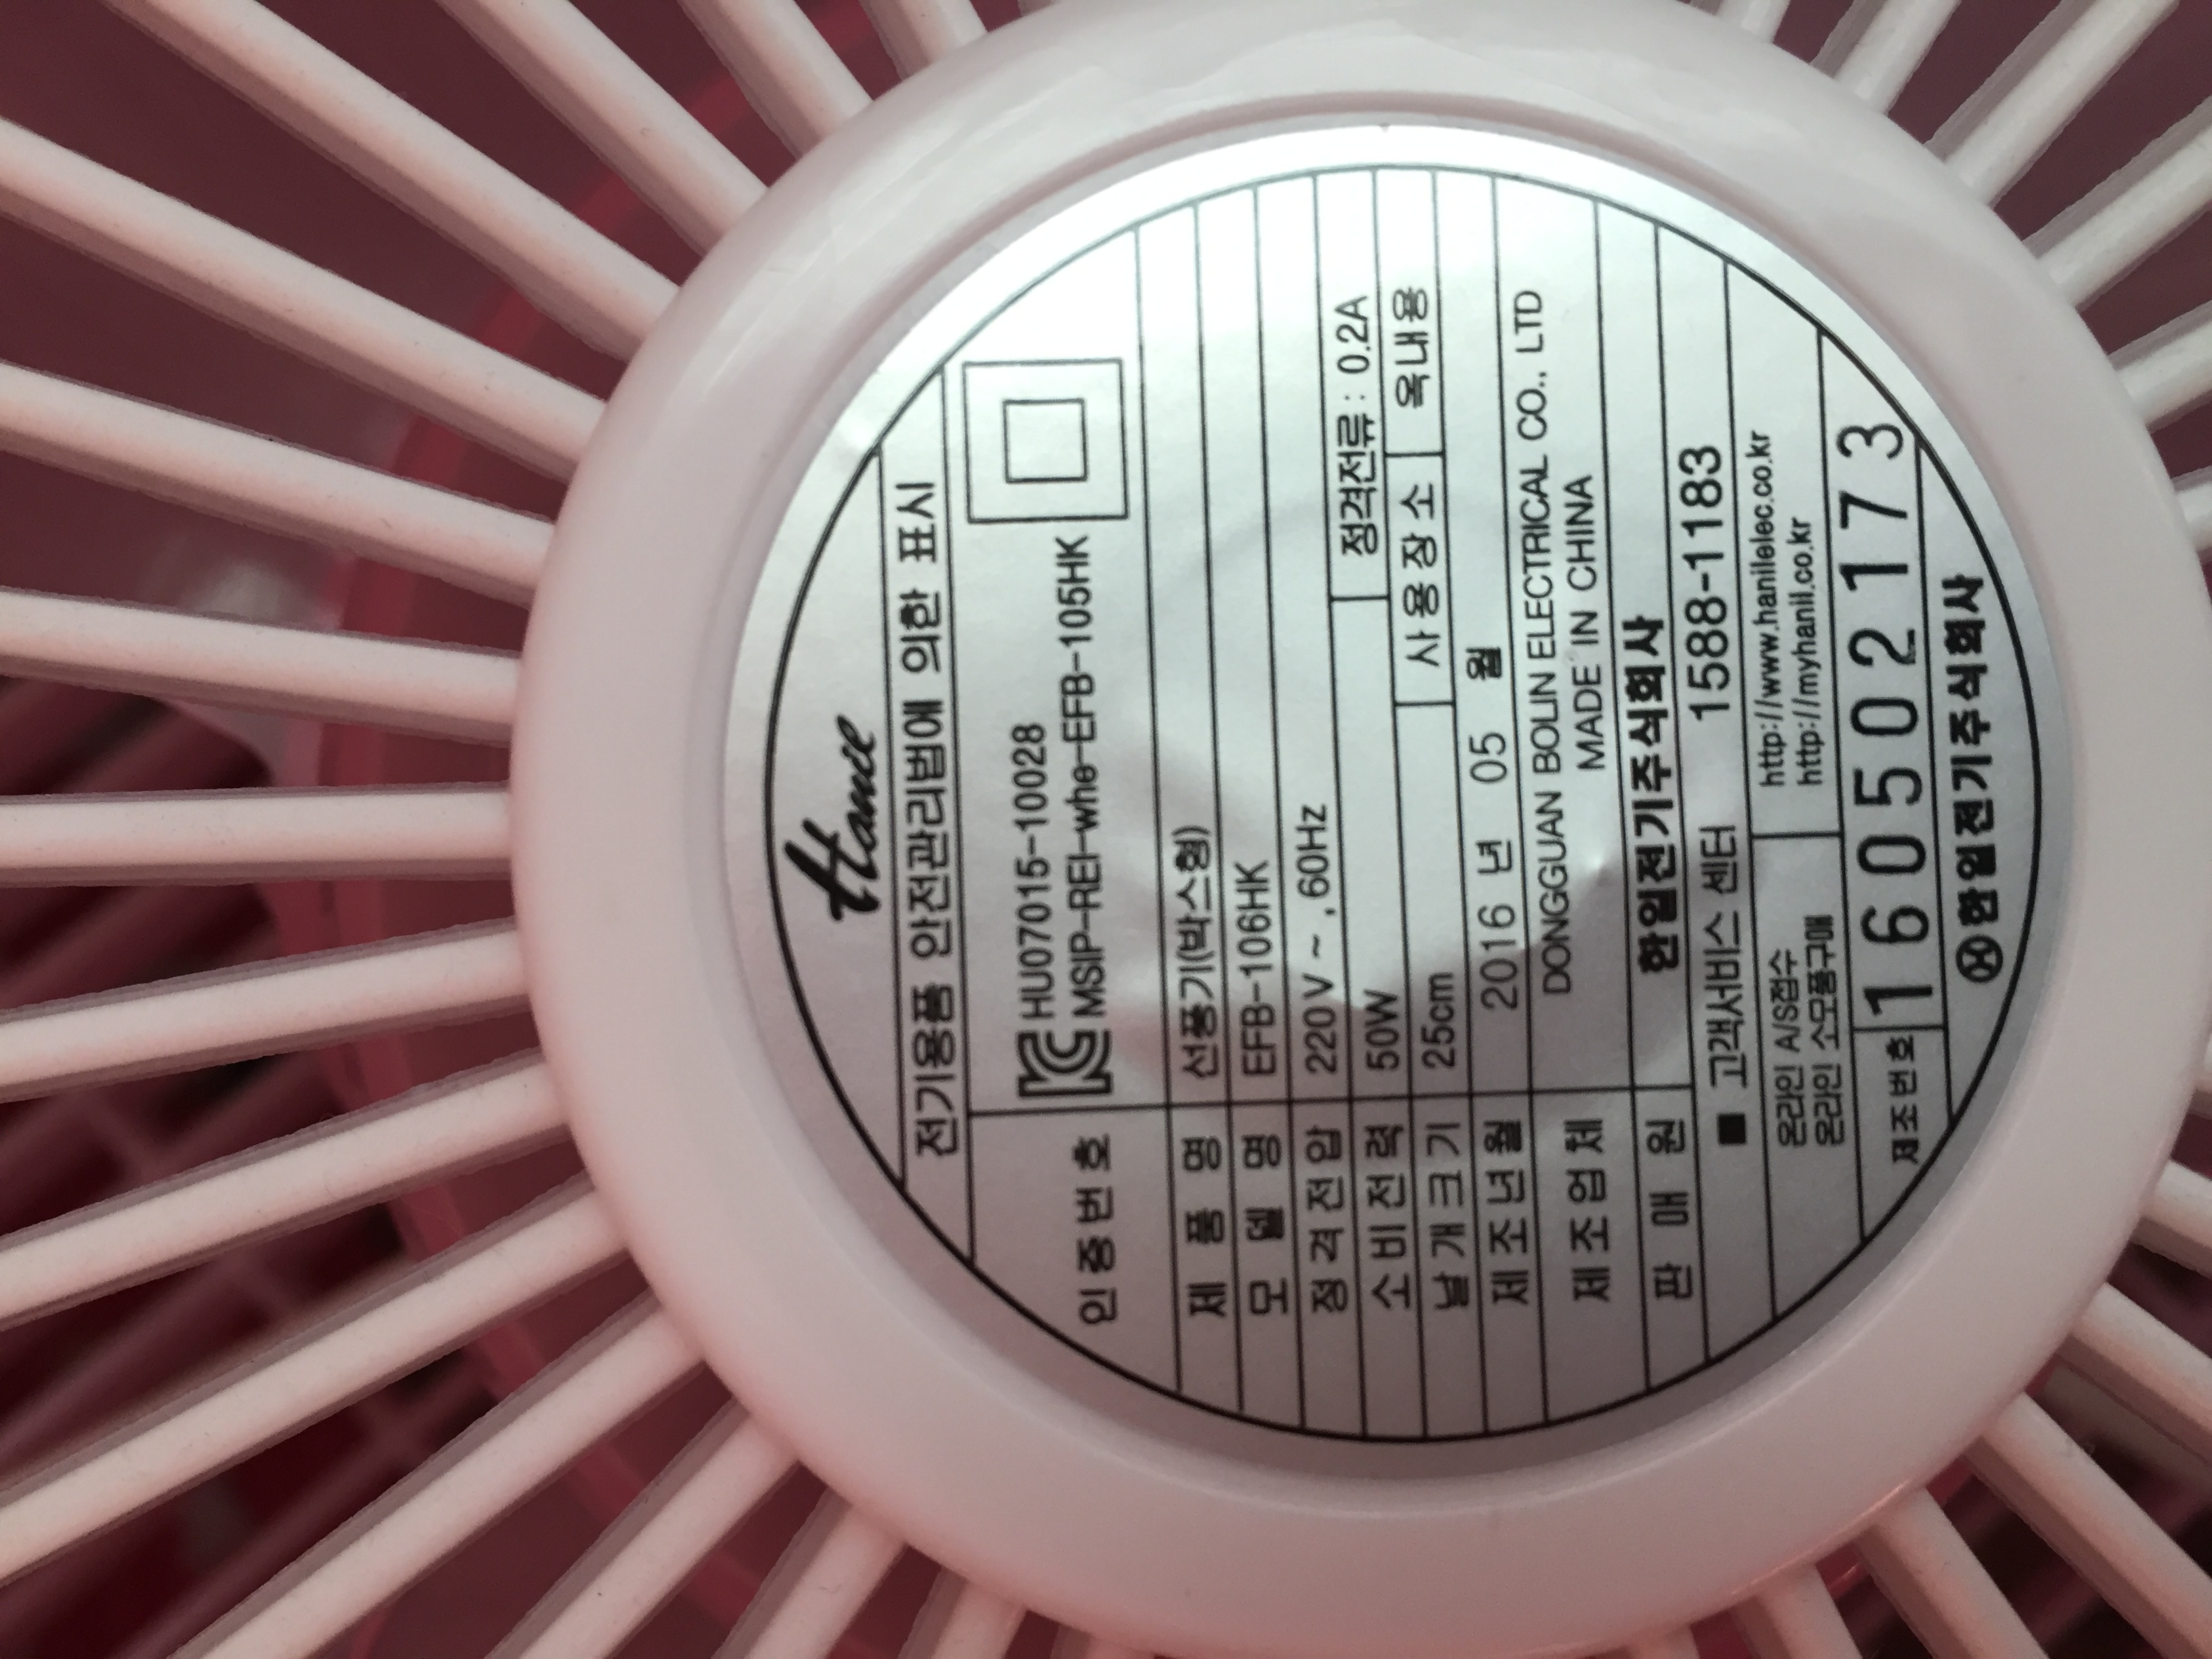 Hance
전기용품 안전관리법에 의한 표시
인증번호 HU07015-10028
MSIP-REI-whe-EFB-105HK
제 품 명 선풍기(박스형)
모 델 명 EFB-106HK
정격전압 220V ~ , 60Hz
소비전력 50W 정격전류 : 0.2A
날개크기 25cm 사용장소 옥내용
제조년월 2016 년 05 월
제조업체 DONGGUAN BOLIN ELECTRICAL CO., LTD
MADE IN CHINA
판 매 원 한일전기주식회사
■ 고객서비스 센터 1588-1183
온라인 A/S접수 http://www.hanilelec.co.kr
온라인 소모품구매 http://myhanil.co.kr
제조번호 160502173
한일전기주식회사